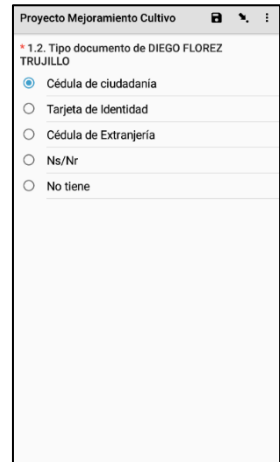 Proyecto Mejoramiento Cultivo
* 1.2. Tipo documento de DIEGO FLOREZ
TRUJILLO
Cédula de ciudadanía
Tarjeta de Identidad
Cédula de Extranjería
Ns/Nr
No tiene